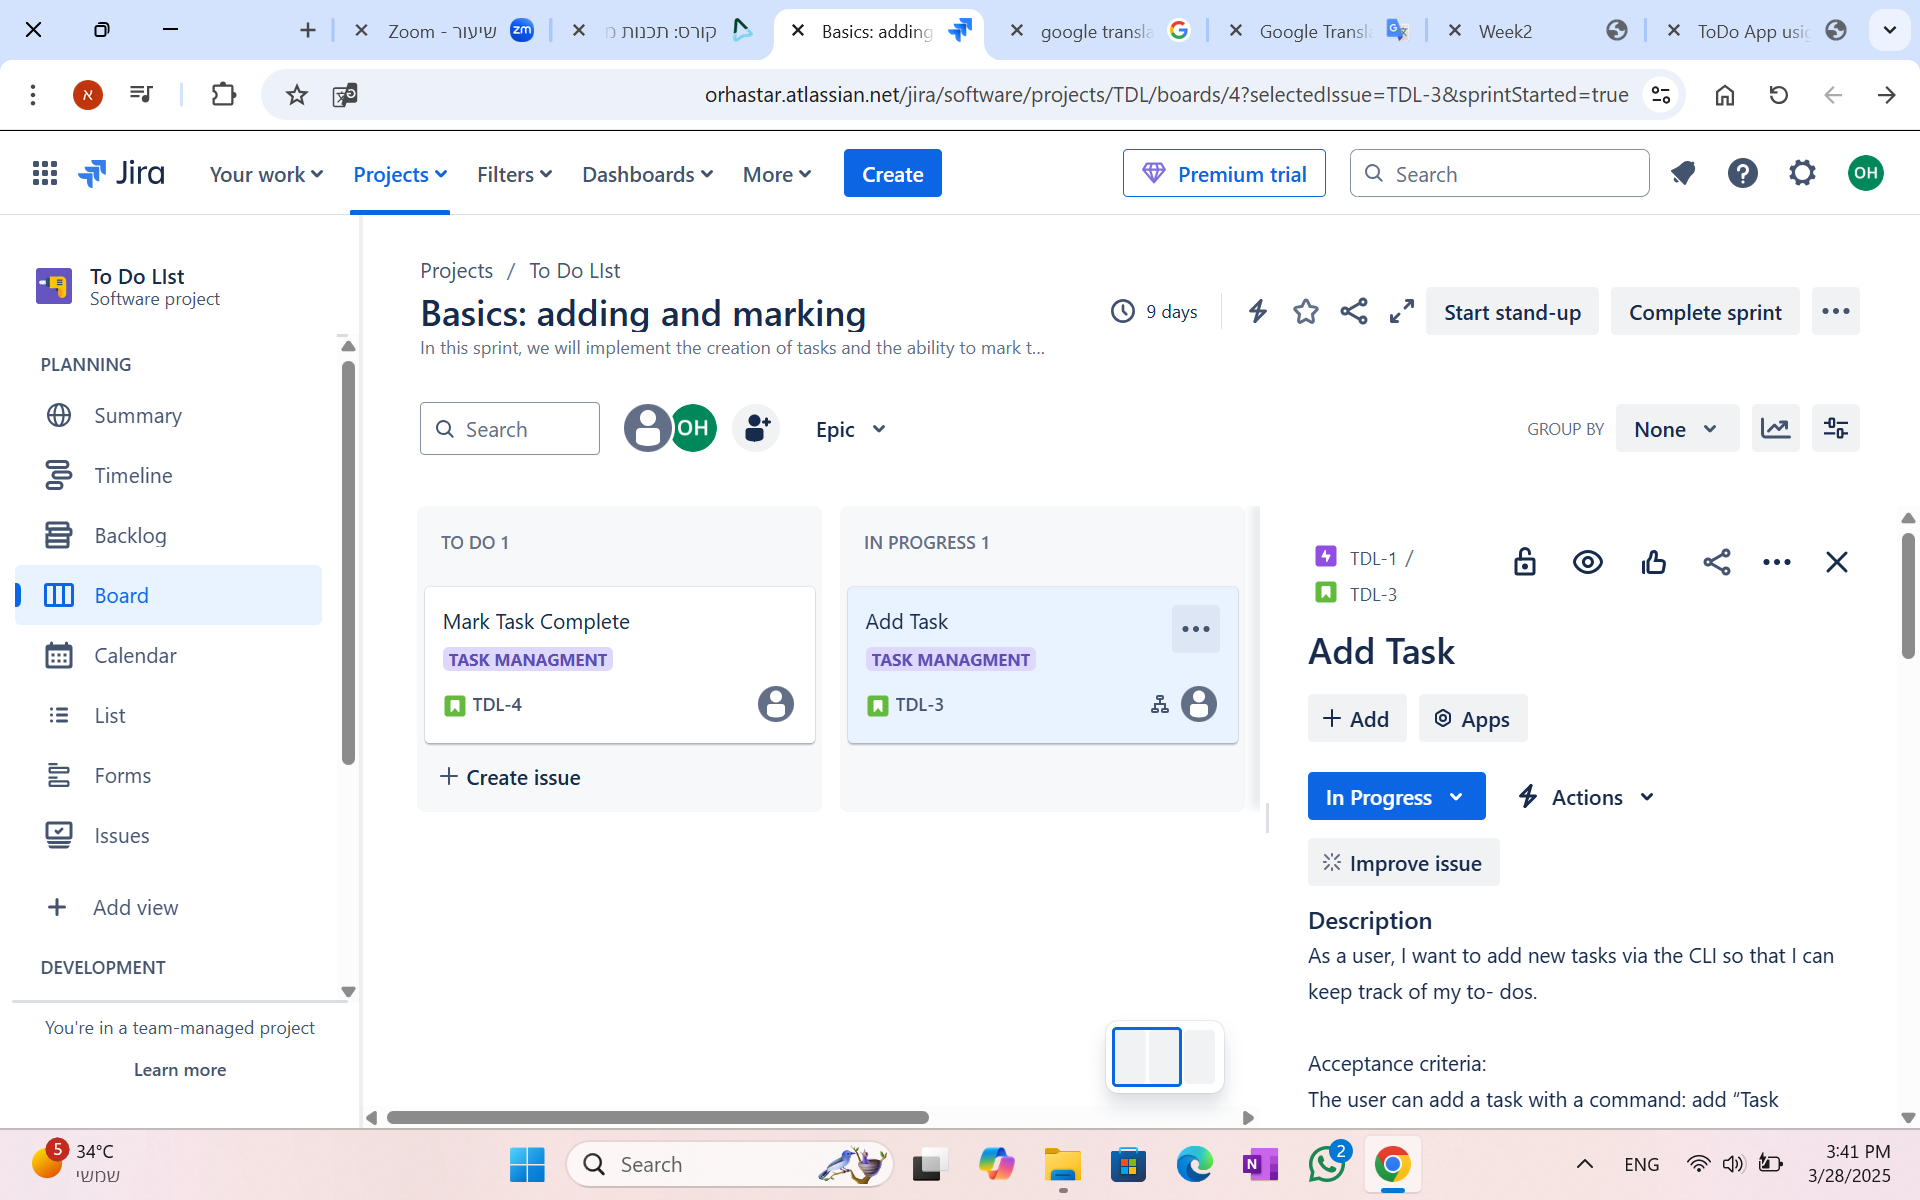 Zoom - שיעור
קורס: תכנות מ
Basics: adding
google transla
Google Transla
Week2
ToDo App usi
א
orhastar.atlassian.net/jira/software/projects/TDL/boards/4?selectedIssue=TDL-3&sprintStarted=true
Jira
Your work
Projects
Filters
Dashboards
More
Create
Premium trial
Search
OH
To Do LIst
Software project
PLANNING
Summary
Timeline
Backlog
Board
Calendar
List
Forms
Issues
Add view
DEVELOPMENT
You're in a team-managed project
Learn more
Projects / To Do LIst
Basics: adding and marking
In this sprint, we will implement the creation of tasks and the ability to mark t...
9 days
Start stand-up
Complete sprint
Search
OH
Epic
GROUP BY
None
TO DO 1
Mark Task Complete
TASK MANAGMENT
TDL-4
Create issue
IN PROGRESS 1
Add Task
TASK MANAGMENT
TDL-3
TDL-1 /
TDL-3
Add Task
Add
Apps
In Progress
Actions
Improve issue
Description
As a user, I want to add new tasks via the CLI so that I can
keep track of my to- dos.
Acceptance criteria:
The user can add a task with a command: add “Task
5
34°C
שמשי
Search
2
ENG
3:41 PM
3/28/2025